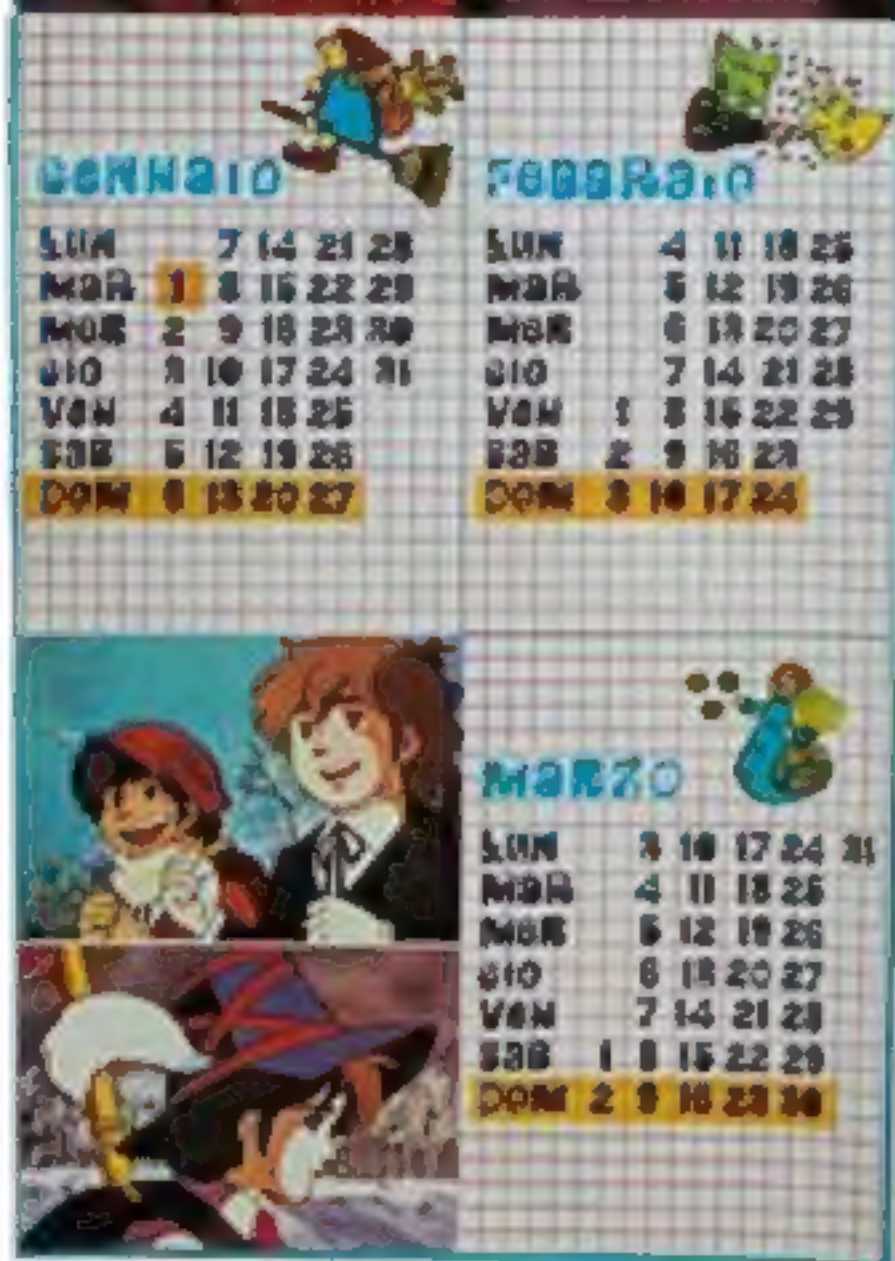 GeNNaIO
LUN 7 14 21 28
MaR 1 8 15 22 29
MeR 2 9 16 23 30
GIO 3 10 17 24 31
VeN 4 11 18 25
SaB 5 12 19 26
DOM 6 13 20 27
FeBBRaIO
LUN 4 11 18 25
MaR 5 12 19 26
MeR 6 13 20 27
GIO 7 14 21 28
VeN 1 8 15 22 29
SaB 2 9 16 23
DOM 3 10 17 24
MaRZO
LUN 3 10 17 24 31
MaR 4 11 18 25
MeR 5 12 19 26
GIO 6 13 20 27
VeN 7 14 21 28
SaB 1 8 15 22 29
DOM 2 9 16 23 30